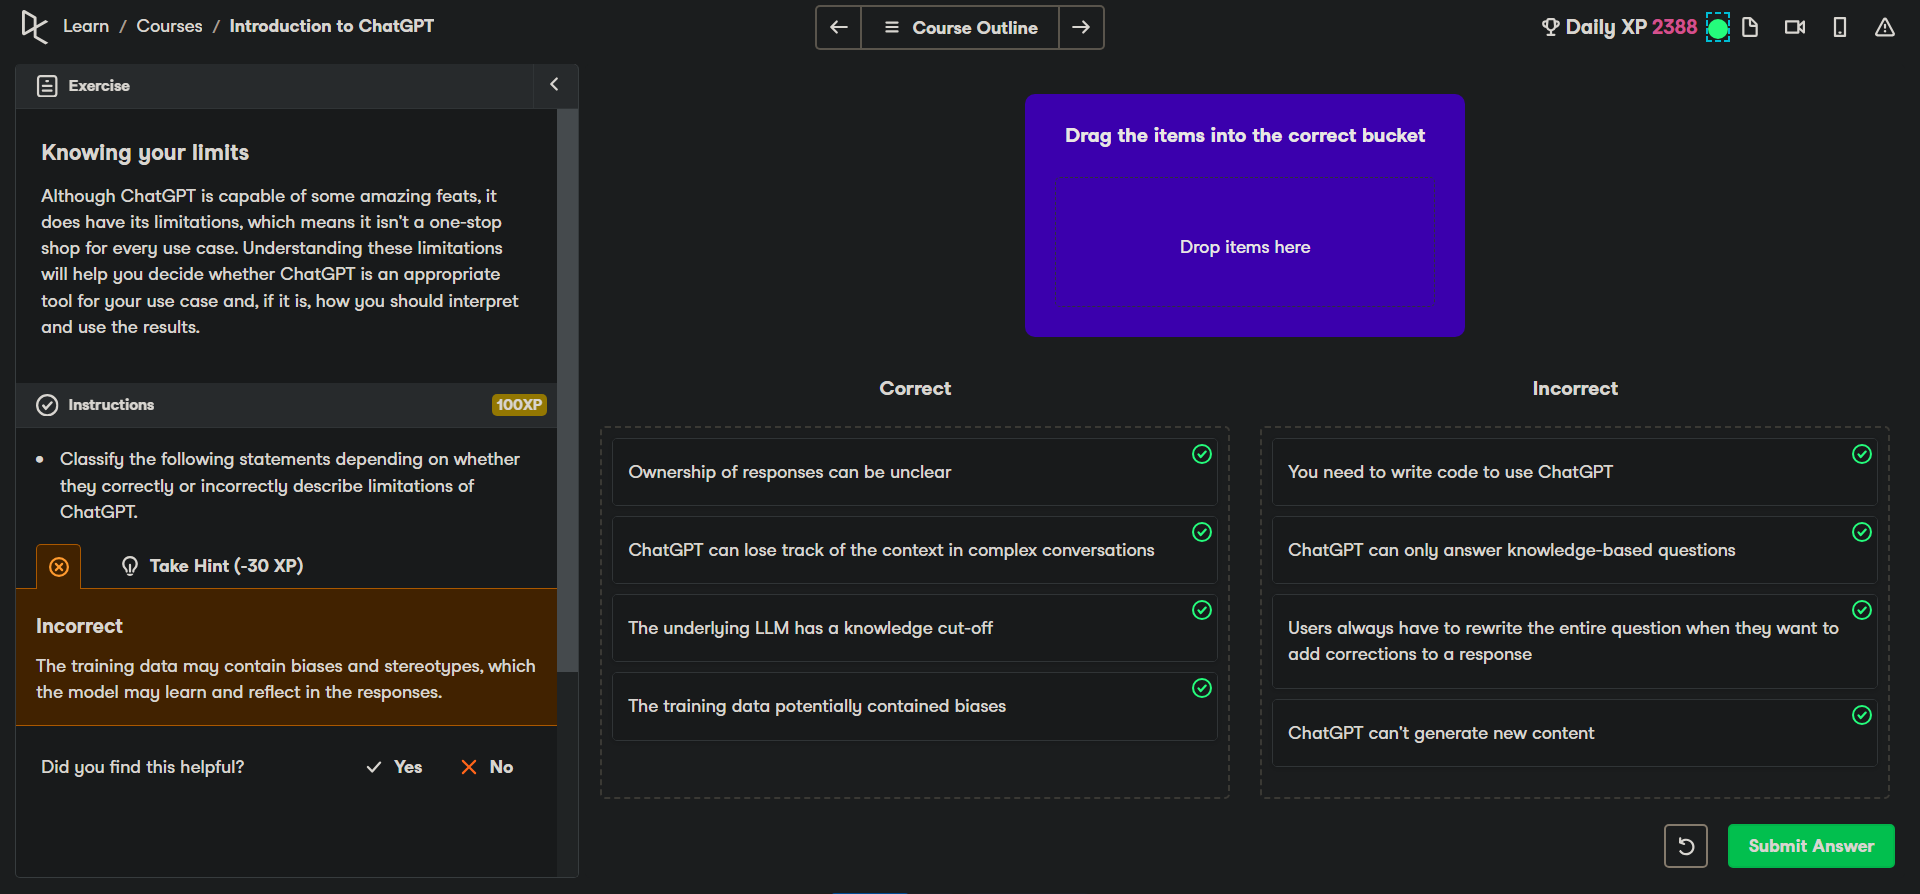 Learn / Courses / Introduction to ChatGPT
Course Outline
Daily XP 2388
Exercise
Knowing your limits
Although ChatGPT is capable of some amazing feats, it
does have its limitations, which means it isn't a one-stop
shop for every use case. Understanding these limitations
will help you decide whether ChatGPT is an appropriate
tool for your use case and, if it is, how you should interpret
and use the results.
Instructions
100XP
Classify the following statements depending on whether
they correctly or incorrectly describe limitations of
ChatGPT.
Take Hint (-30 XP)
Incorrect
The training data may contain biases and stereotypes, which
the model may learn and reflect in the responses.
Did you find this helpful?
Yes
No
Drag the items into the correct bucket
Drop items here
Correct
Ownership of responses can be unclear
ChatGPT can lose track of the context in complex conversations
The underlying LLM has a knowledge cut-off
The training data potentially contained biases
Incorrect
You need to write code to use ChatGPT
ChatGPT can only answer knowledge-based questions
Users always have to rewrite the entire question when they want to
add corrections to a response
ChatGPT can't generate new content
Submit Answer